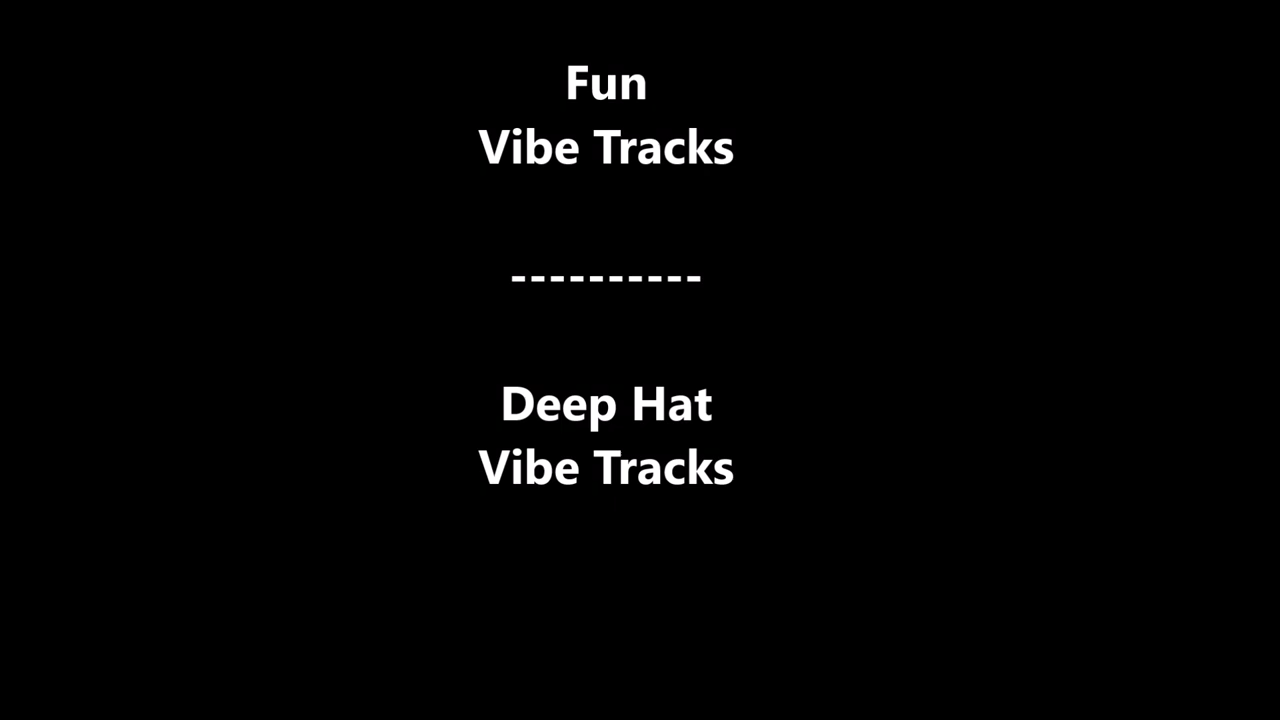 Fun
Vibe Tracks
----------
Deep Hat
Vibe Tracks